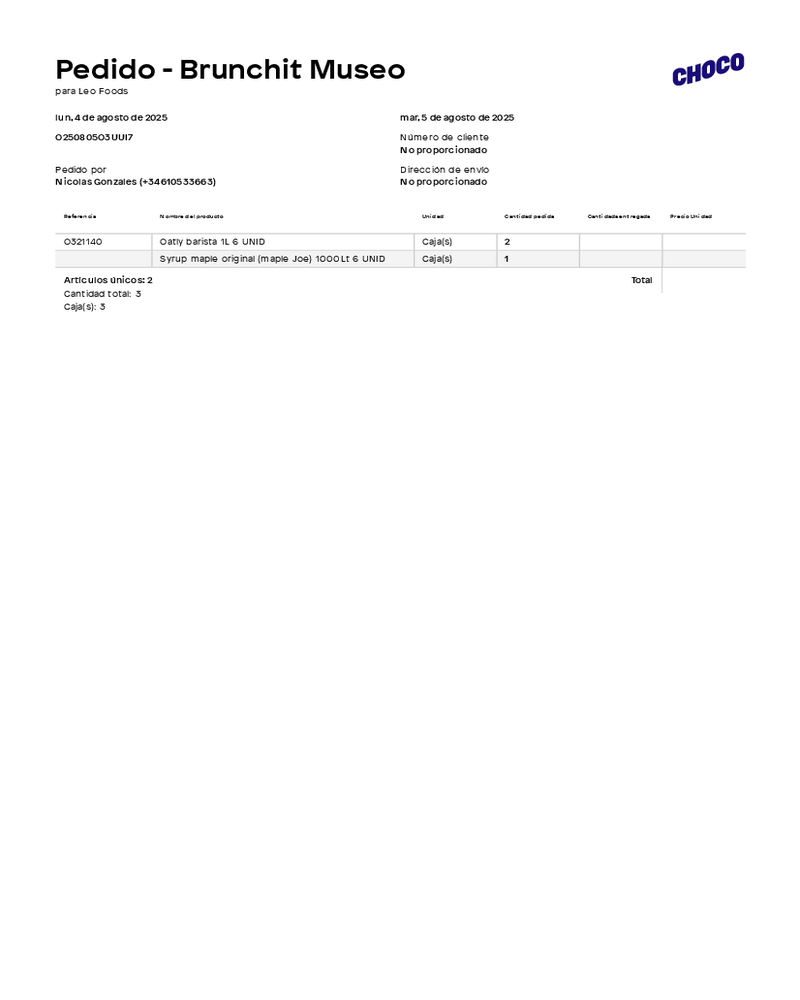 Pedido - Brunchit Museo
CHOCO
para Leo Foods
lun, 4 de agosto de 2025
mar, 5 de agosto de 2025
O25080503UUI7
Número de cliente
No proporcionado
Pedido por
Nicolas Gonzales (+34610533663)
Dirección de envío
No proporcionado
Referencia Nombre del producto Unidad Cantidad pedida Cantidad entregada Precio Unidad
0321140 Oatly barista 1L 6 UNID Caja(s) 2
Syrup maple original (maple Joe) 1000Lt 6 UNID Caja(s) 1
Artículos únicos: 2 Total
Cantidad total: 3
Caja(s): 3